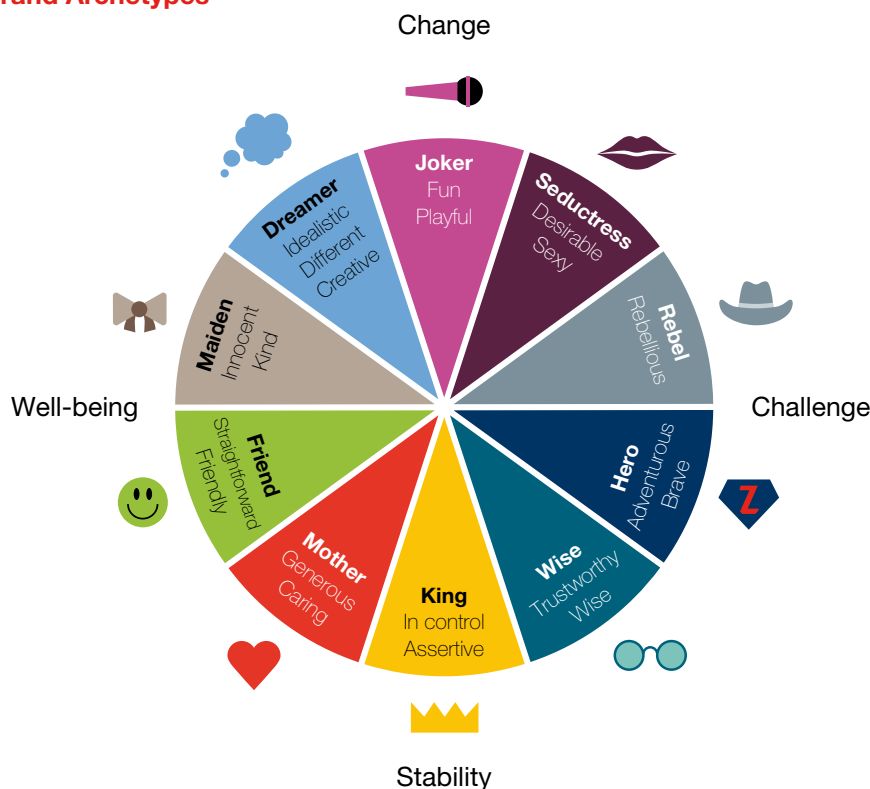 Archetypes
Change
Joker
Fun
Playful
Seductress
Desirable
Sexy
Rebel
Rebellious
Challenge
Hero
Adventurous
Brave
Z
Wise
Trustworthy
Wise
King
In control
Assertive
Stability
Mother
Generous
Caring
Friend
Straightforward
Friendly
Well-being
Maiden
Innocent
Kind
Dreamer
Idealistic
Different
Creative